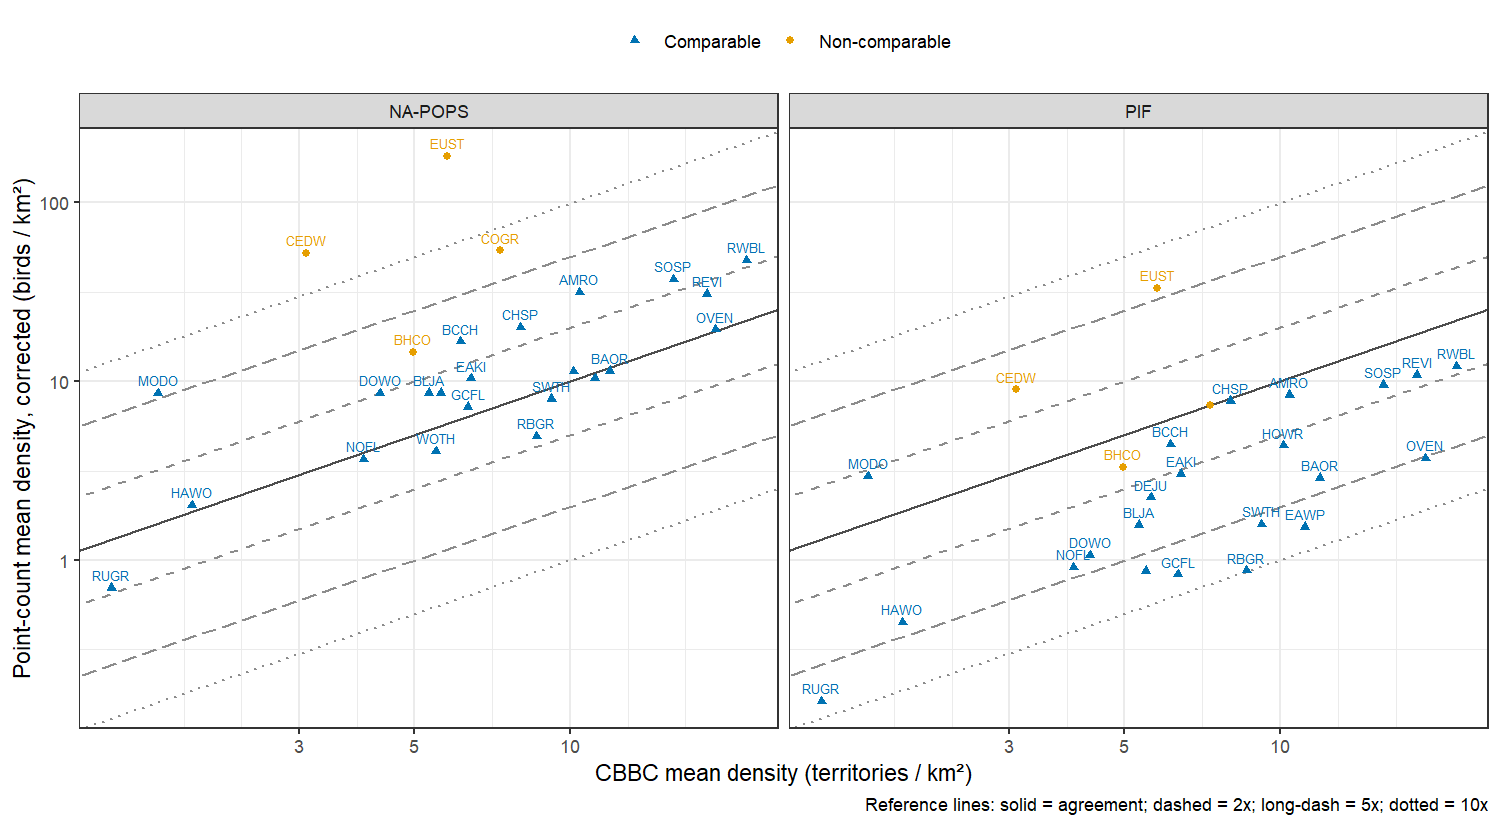 Comparable Non-comparable
NA-POPS
PIF
Point-count mean density, corrected (birds / km²)
100
10
1
EUST
CEDW
COGR
RWBL
SOSP
REVI
AMRO
OVEN
CHSP
BCCH
BHCO
BAOR
EAKI
MODO
DOWO
BLJA
SWTH
GCFL
RBGR
WOTH
NOFL
HAWO
RUGR
EUST
CEDW
RWBL
REVI
SOSP
AMRO
CHSP
BCCH
HOWR
OVEN
BHCO
EAKI
MODO
BAOR
DEJU
BLJA
SWTH
EAWP
DOWO
NOFL
GCFL
RBGR
HAWO
RUGR
3 5 10
3 5 10
CBBC mean density (territories / km²)
Reference lines: solid = agreement; dashed = 2x; long-dash = 5x; dotted = 10x